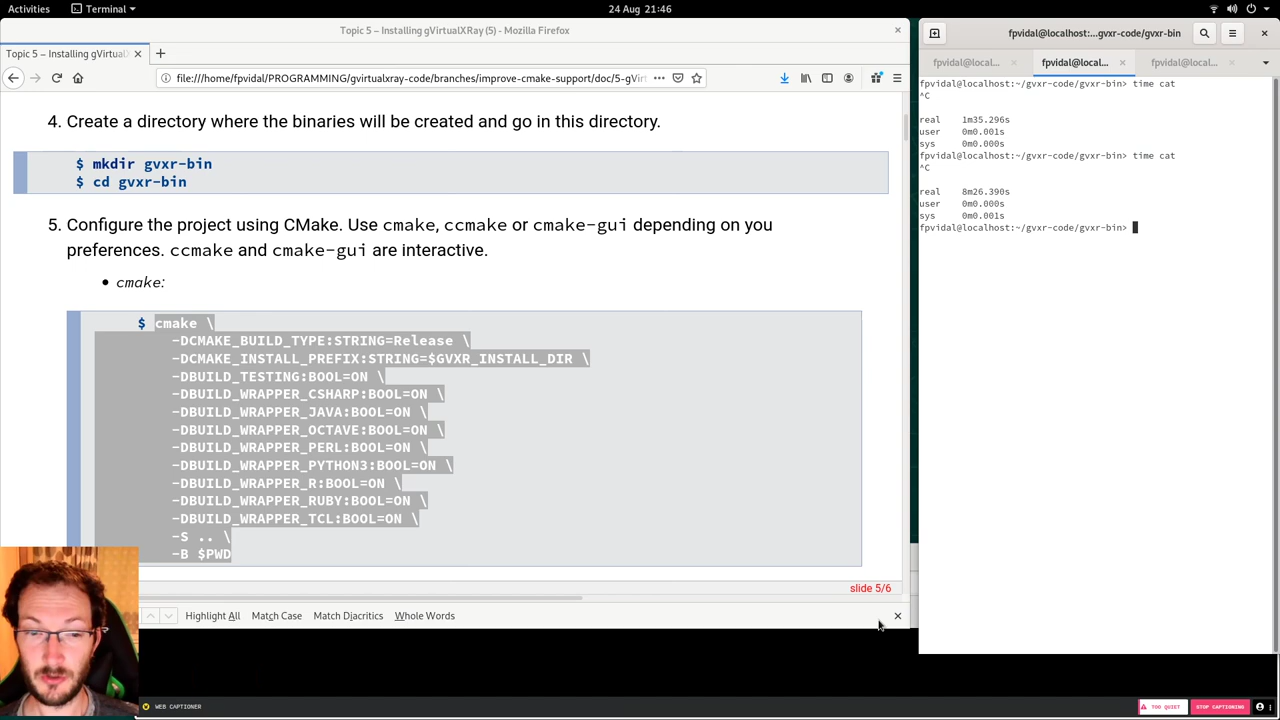 Activities
Terminal
24 Aug 21:46
Topic 5 – Installing gVirtualXRay (5) - Mozilla Firefox
×
Topic 5 – Installing gVirtualX
×
+
file:///home/fpvidal/PROGRAMMING/gvirtualxray-code/branches/improve-cmake-support/doc/5-gVir
4. Create a directory where the binaries will be created and go in this directory.
$ mkdir gvxr-bin
$ cd gvxr-bin
5. Configure the project using CMake. Use cmake, ccmake or cmake-gui depending on you
preferences. ccmake and cmake-gui are interactive.
• cmake:
$ cmake \
-DCMAKE_BUILD_TYPE:STRING=Release \
-DCMAKE_INSTALL_PREFIX:STRING=$GVXR_INSTALL_DIR \
-DBUILD_TESTING:BOOL=ON \
-DBUILD_WRAPPER_CSHARP:BOOL=ON \
-DBUILD_WRAPPER_JAVA:BOOL=ON \
-DBUILD_WRAPPER_OCTAVE:BOOL=ON \
-DBUILD_WRAPPER_PERL:BOOL=ON \
-DBUILD_WRAPPER_PYTHON3:BOOL=ON \
-DBUILD_WRAPPER_R:BOOL=ON \
-DBUILD_WRAPPER_RUBY:BOOL=ON \
-DBUILD_WRAPPER_TCL:BOOL=ON \
-S .. \
-B $PWD
slide 5/6
Highlight All
Match Case
Match Diacritics
Whole Words
×
fpvidal@localhost:...gvxr-code/gvxr-bin
×
fpvidal@local... ×
fpvidal@local... ×
fpvidal@local... ×
fpvidal@localhost:~/gvxr-code/gvxr-bin> time cat
^C
real 1m35.296s
user 0m0.001s
sys 0m0.000s
fpvidal@localhost:~/gvxr-code/gvxr-bin> time cat
^C
real 8m26.390s
user 0m0.000s
sys 0m0.001s
fpvidal@localhost:~/gvxr-code/gvxr-bin>
WEB CAPTIONER
TOO QUIET
STOP CAPTIONING